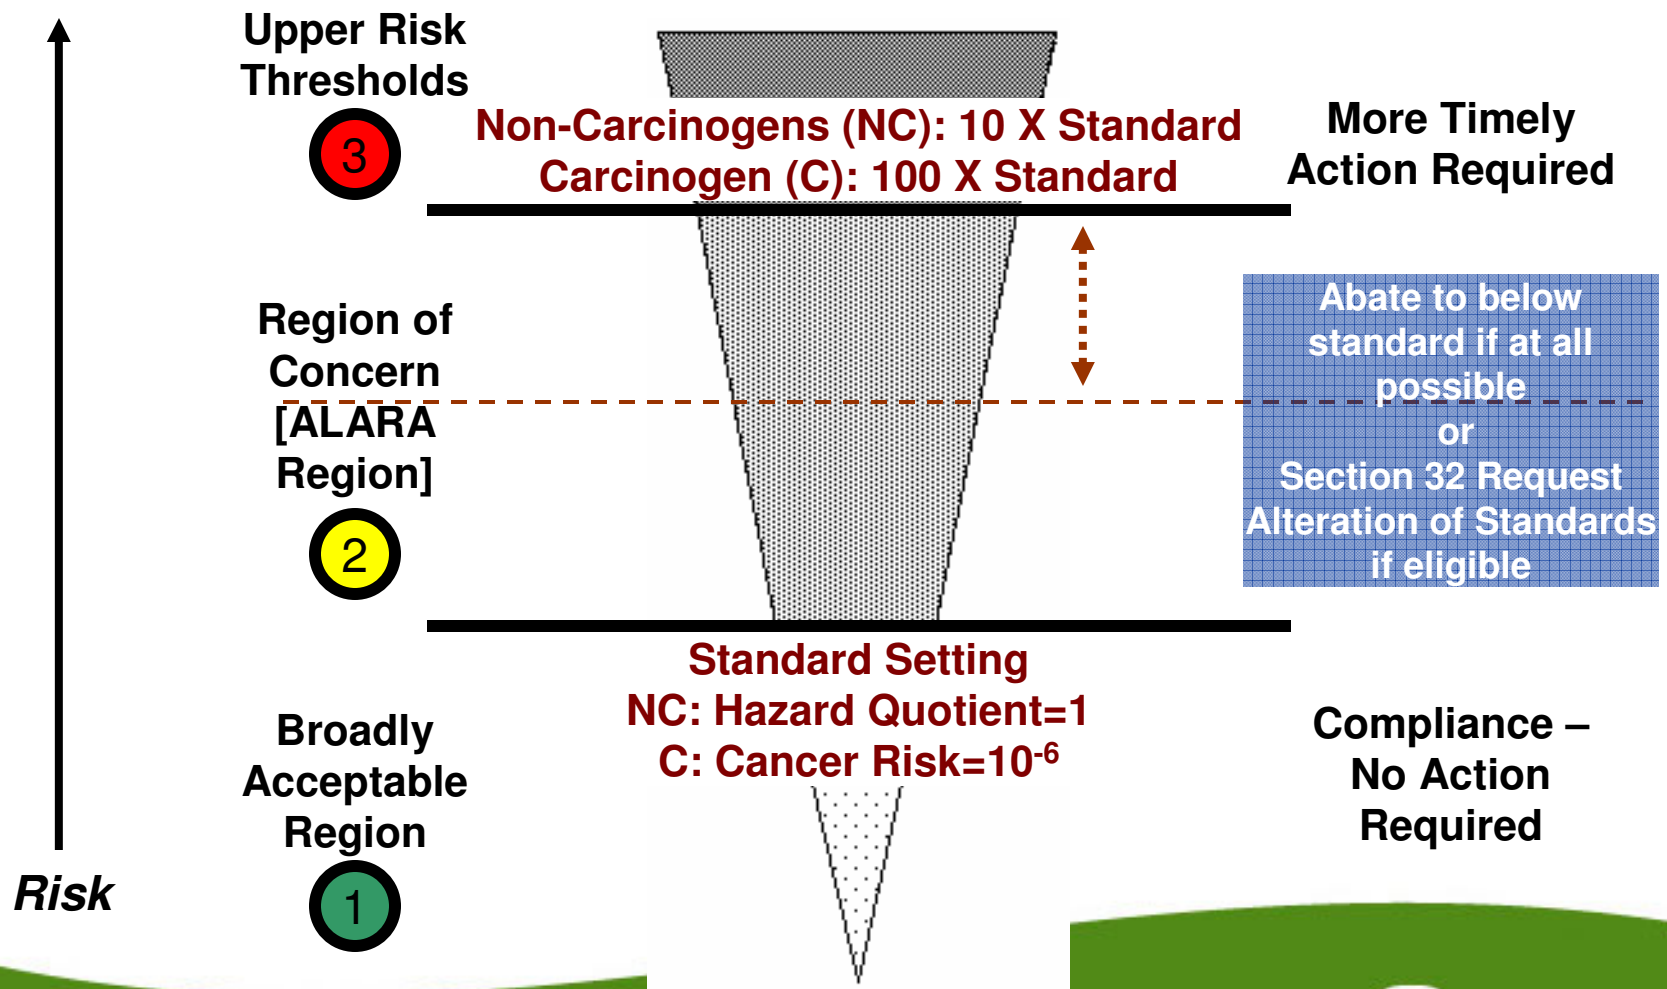 Upper Risk
Thresholds
3
Non-Carcinogens (NC): 10 X Standard
Carcinogen (C): 100 X Standard
More Timely
Action Required
Region of
Concern
[ALARA
Region]
2
Abate to below
standard if at all
possible
or
Section 32 Request
Alteration of Standards
if eligible
Standard Setting
NC: Hazard Quotient=1
C: Cancer Risk=10⁻⁶
Broadly
Acceptable
Region
1
Compliance –
No Action
Required
Risk